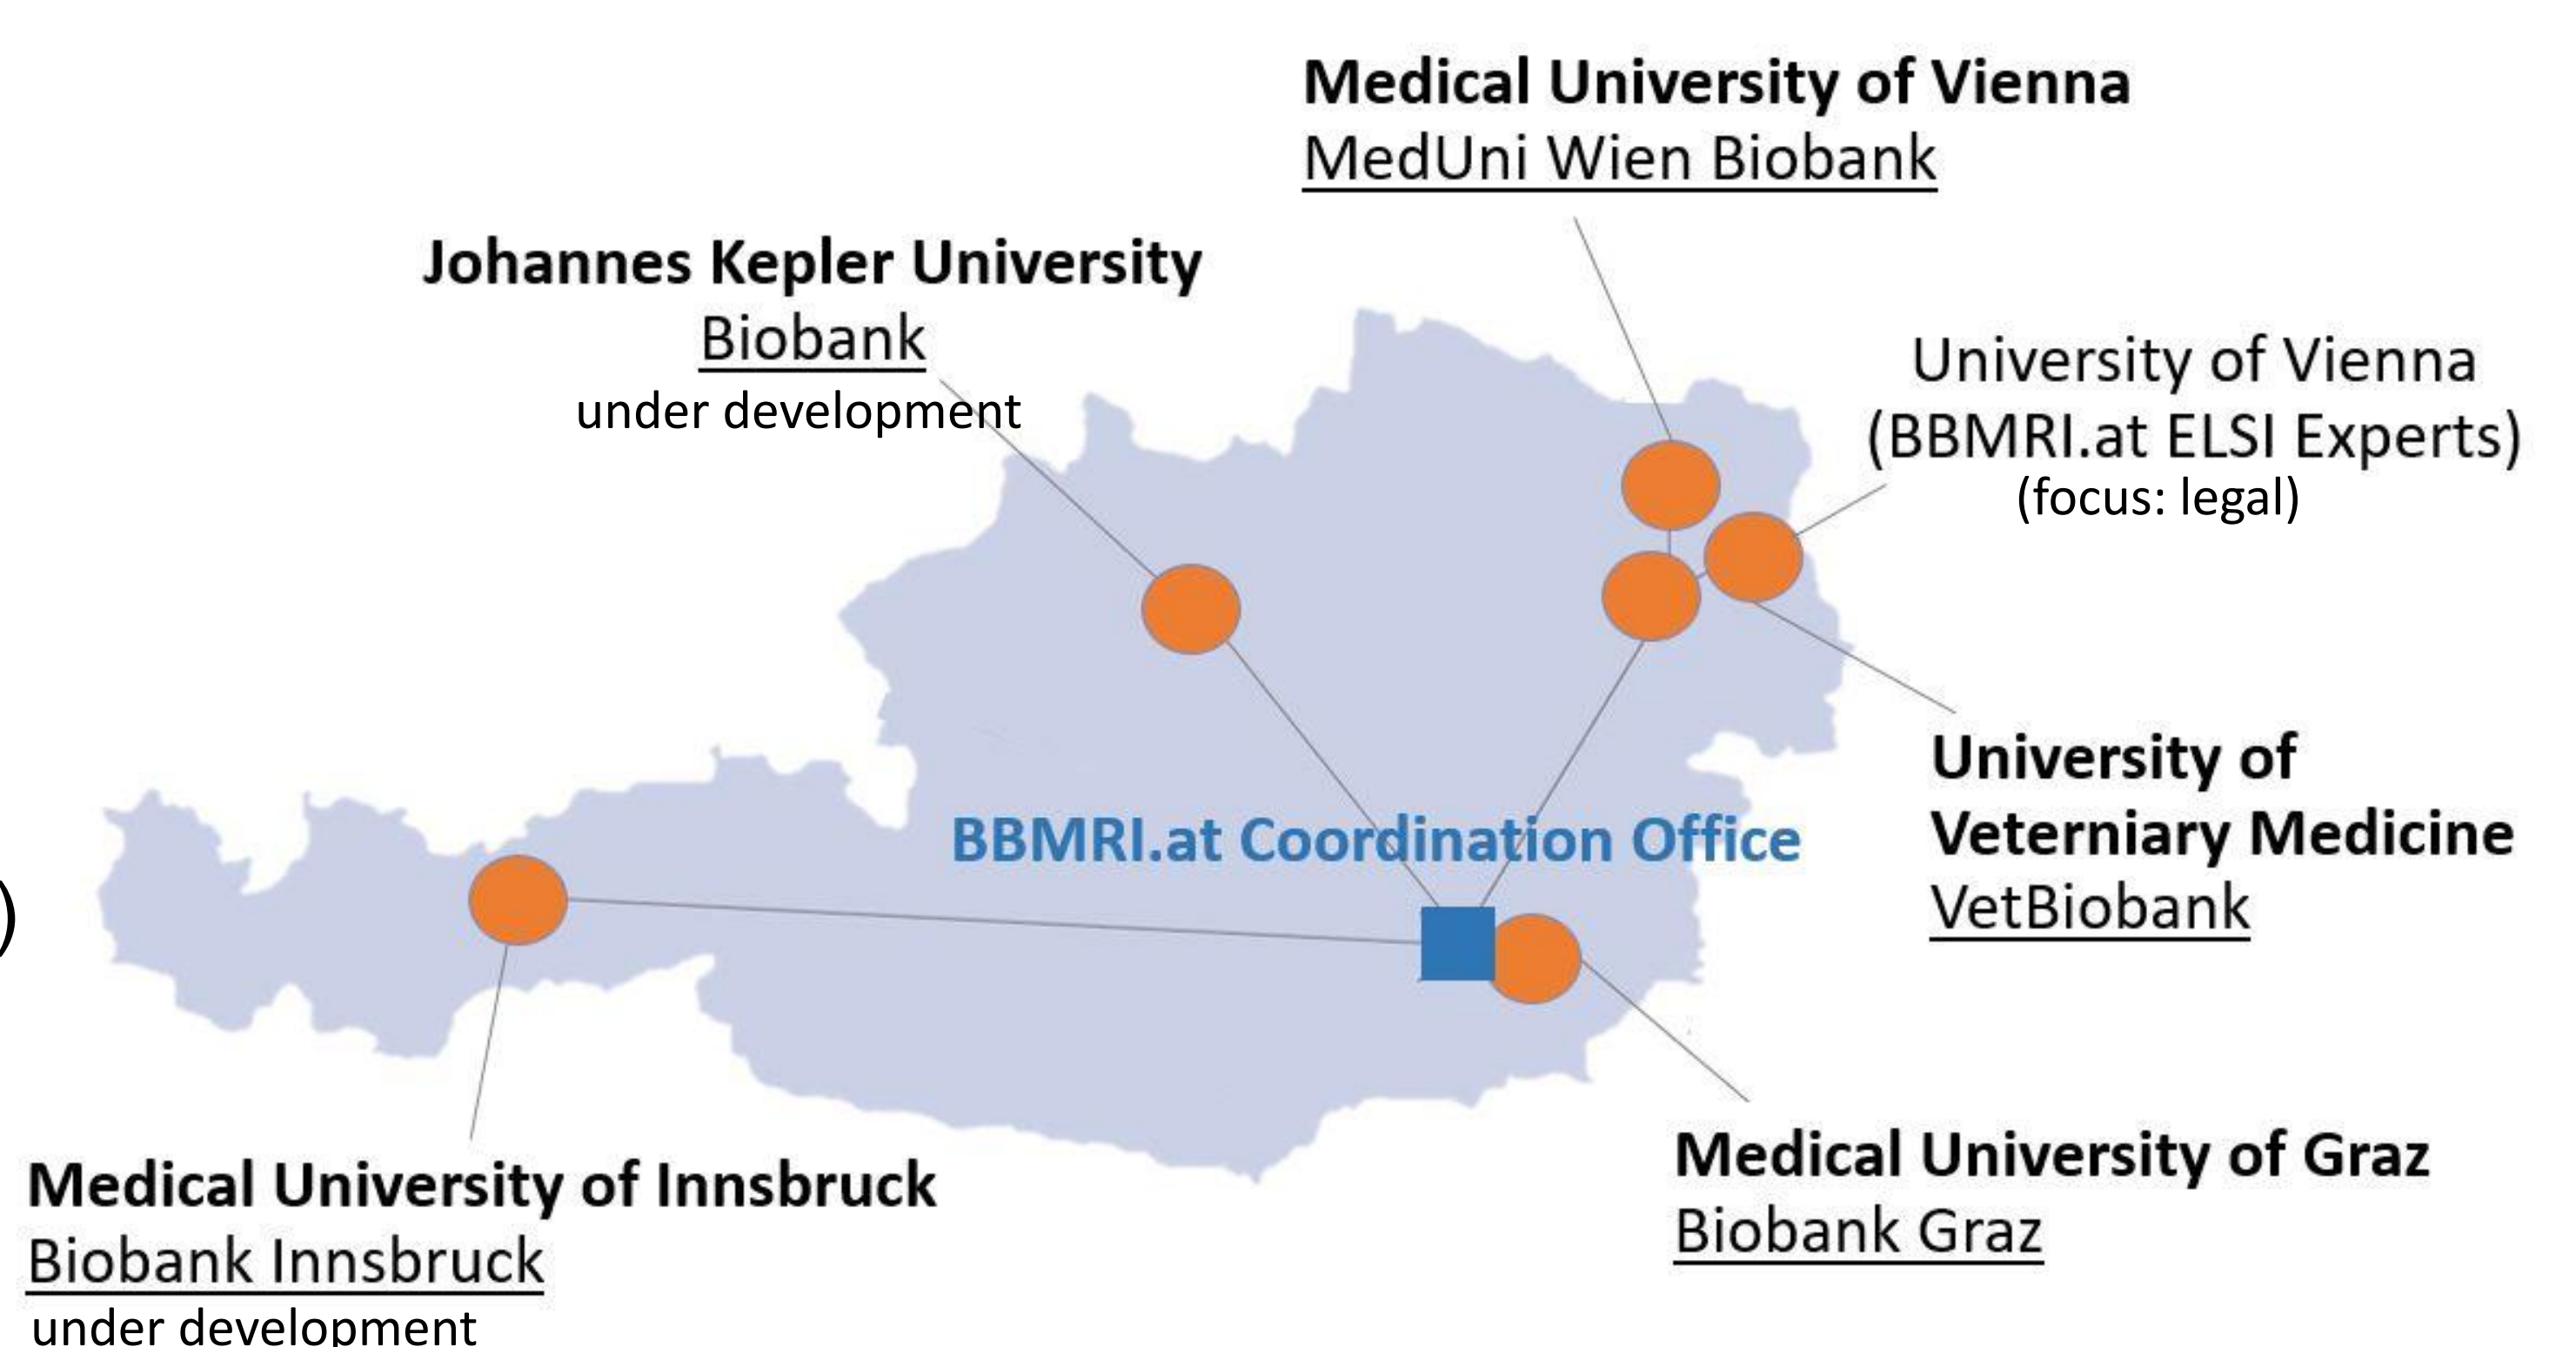 Medical University of Vienna
MedUni Wien Biobank
Johannes Kepler University
Biobank
under development
University of Vienna
(BBMRI.at ELSI Experts)
(focus: legal)
BBMRI.at Coordination Office
University of
Veterniary Medicine
VetBiobank
)
Medical University of Innsbruck
Biobank Innsbruck
under development
Medical University of Graz
Biobank Graz